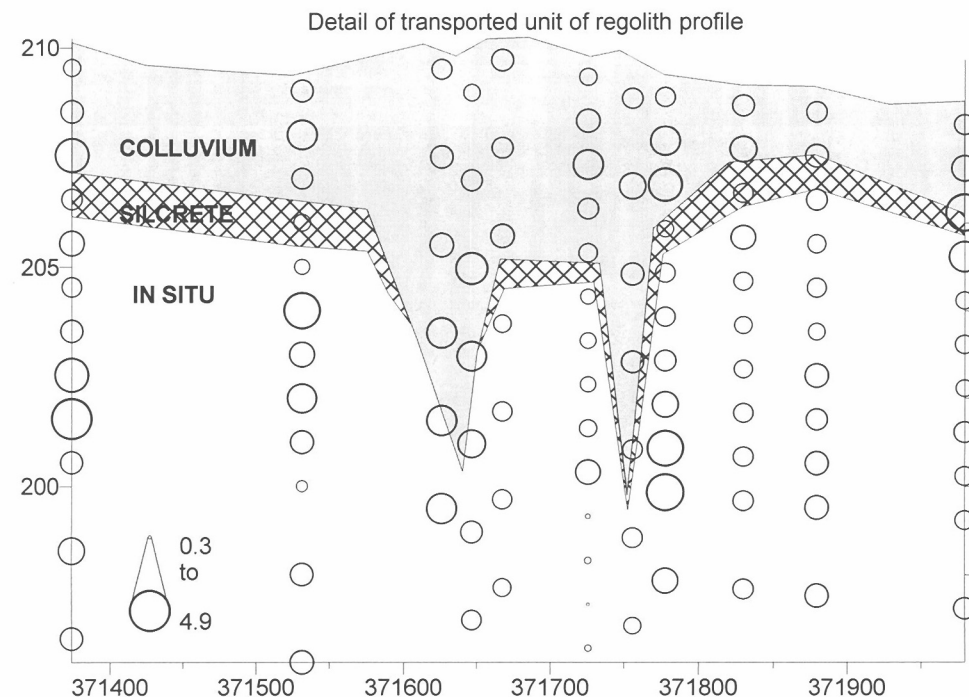 Detail of transported unit of regolith profile
210
COLLUVIUM
SILCRETE
205
IN SITU
200
0.3
to
4.9
371400 371500 371600 371700 371800 371900